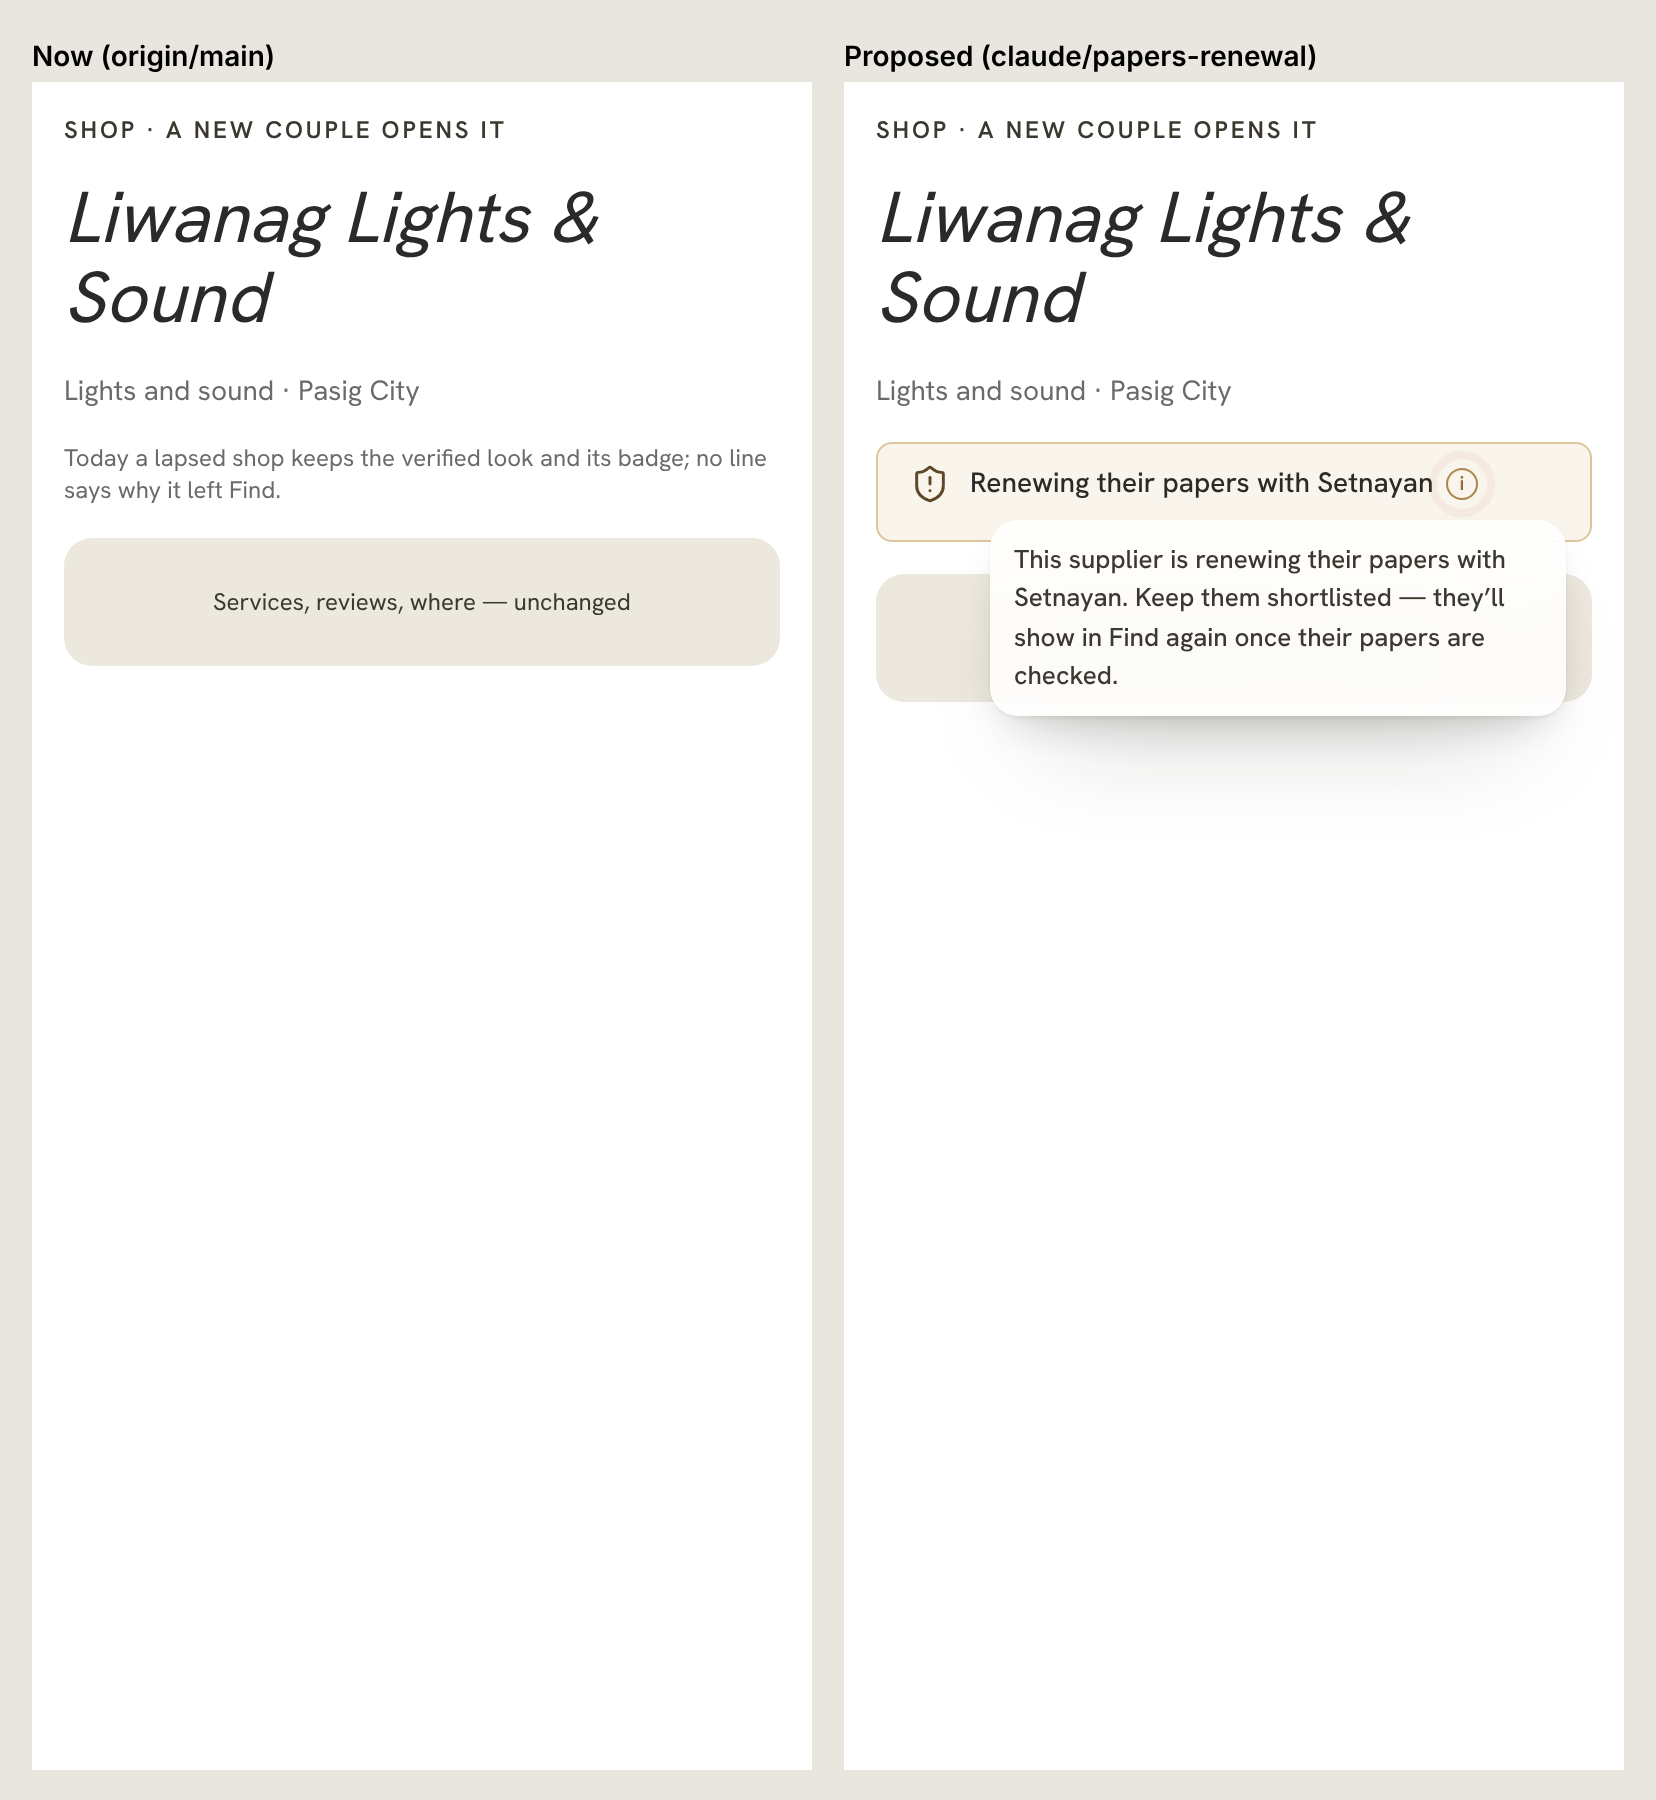 Now (origin/main)
SHOP · A NEW COUPLE OPENS IT
Liwanag Lights &
Sound
Lights and sound · Pasig City
Today a lapsed shop keeps the verified look and its badge; no line
says why it left Find.
Services, reviews, where — unchanged
Proposed (claude/papers-renewal)
SHOP · A NEW COUPLE OPENS IT
Liwanag Lights &
Sound
Lights and sound · Pasig City
Renewing their papers with Setnayan
This supplier is renewing their papers with
Setnayan. Keep them shortlisted — they’ll
show in Find again once their papers are
checked.